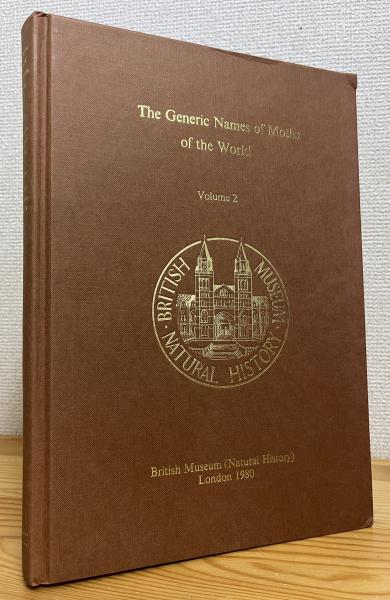 The Generic Names of Moths
of the World
Volume 2
BRITISH MUSEUM
NATURAL HISTORY
British Museum (Natural History)
London 1980